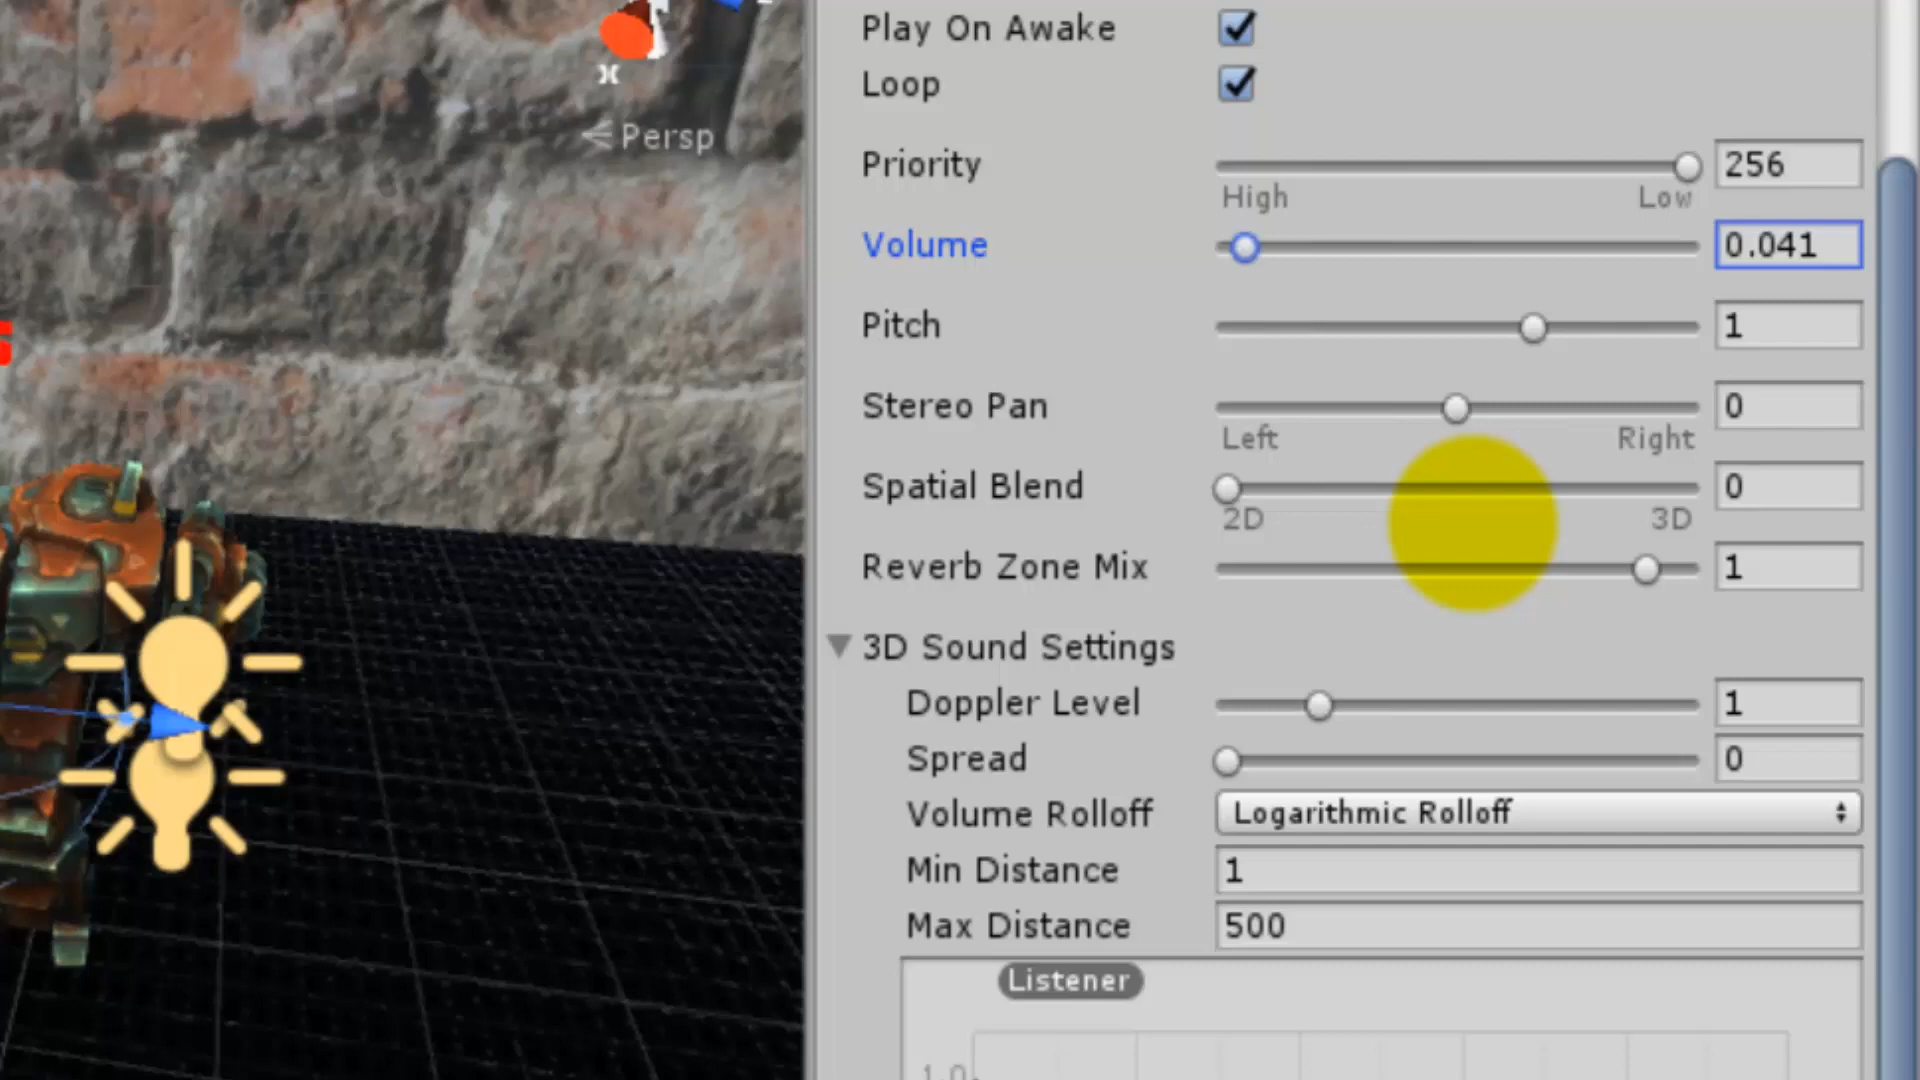 Play On Awake
Loop
x
Persp
Priority 256
High Low
Volume 0.041
Pitch 1
Stereo Pan 0
Left Right
Spatial Blend 0
2D 3D
Reverb Zone Mix 1
3D Sound Settings
Doppler Level 1
Spread 0
Volume Rolloff Logarithmic Rolloff
Min Distance 1
Max Distance 500
Listener
1.0